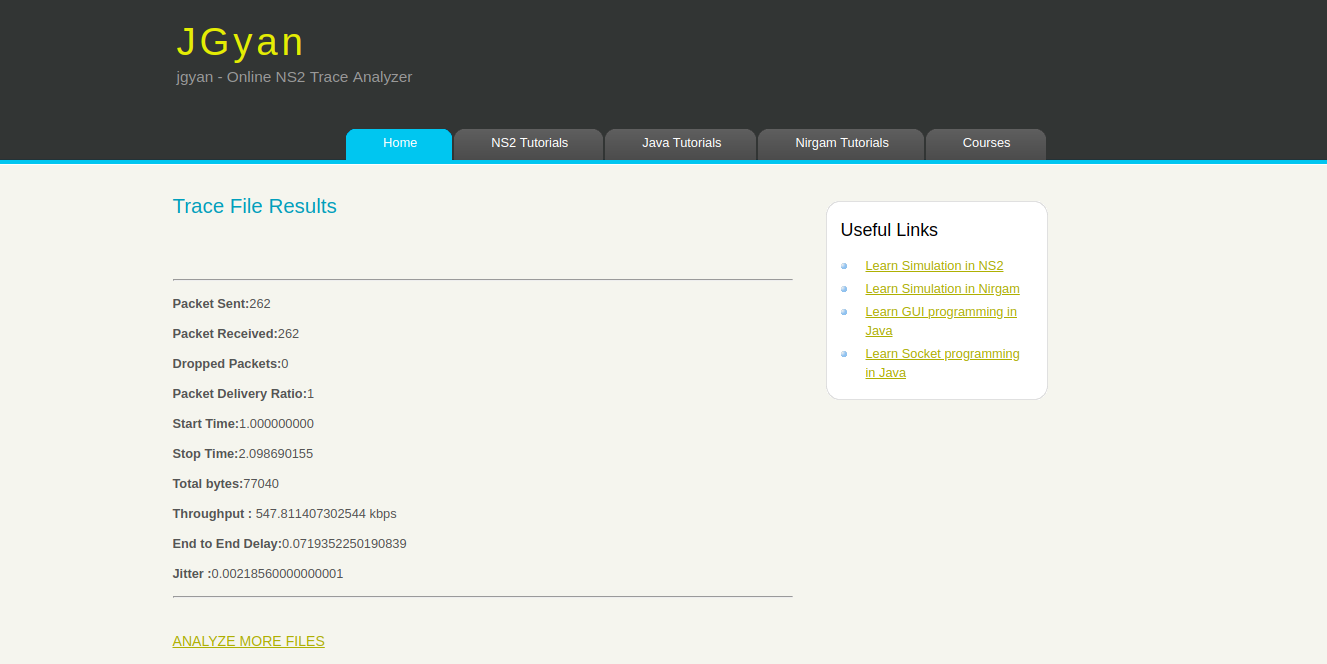 JGyan
jgyan - Online NS2 Trace Analyzer
Home NS2 Tutorials Java Tutorials Nirgam Tutorials Courses
Trace File Results
Packet Sent:262
Packet Received:262
Dropped Packets:0
Packet Delivery Ratio:1
Start Time:1.000000000
Stop Time:2.098690155
Total bytes:77040
Throughput : 547.811407302544 kbps
End to End Delay:0.0719352250190839
Jitter :0.00218560000000001
ANALYZE MORE FILES
Useful Links
Learn Simulation in NS2
Learn Simulation in Nirgam
Learn GUI programming in
Java
Learn Socket programming
in Java